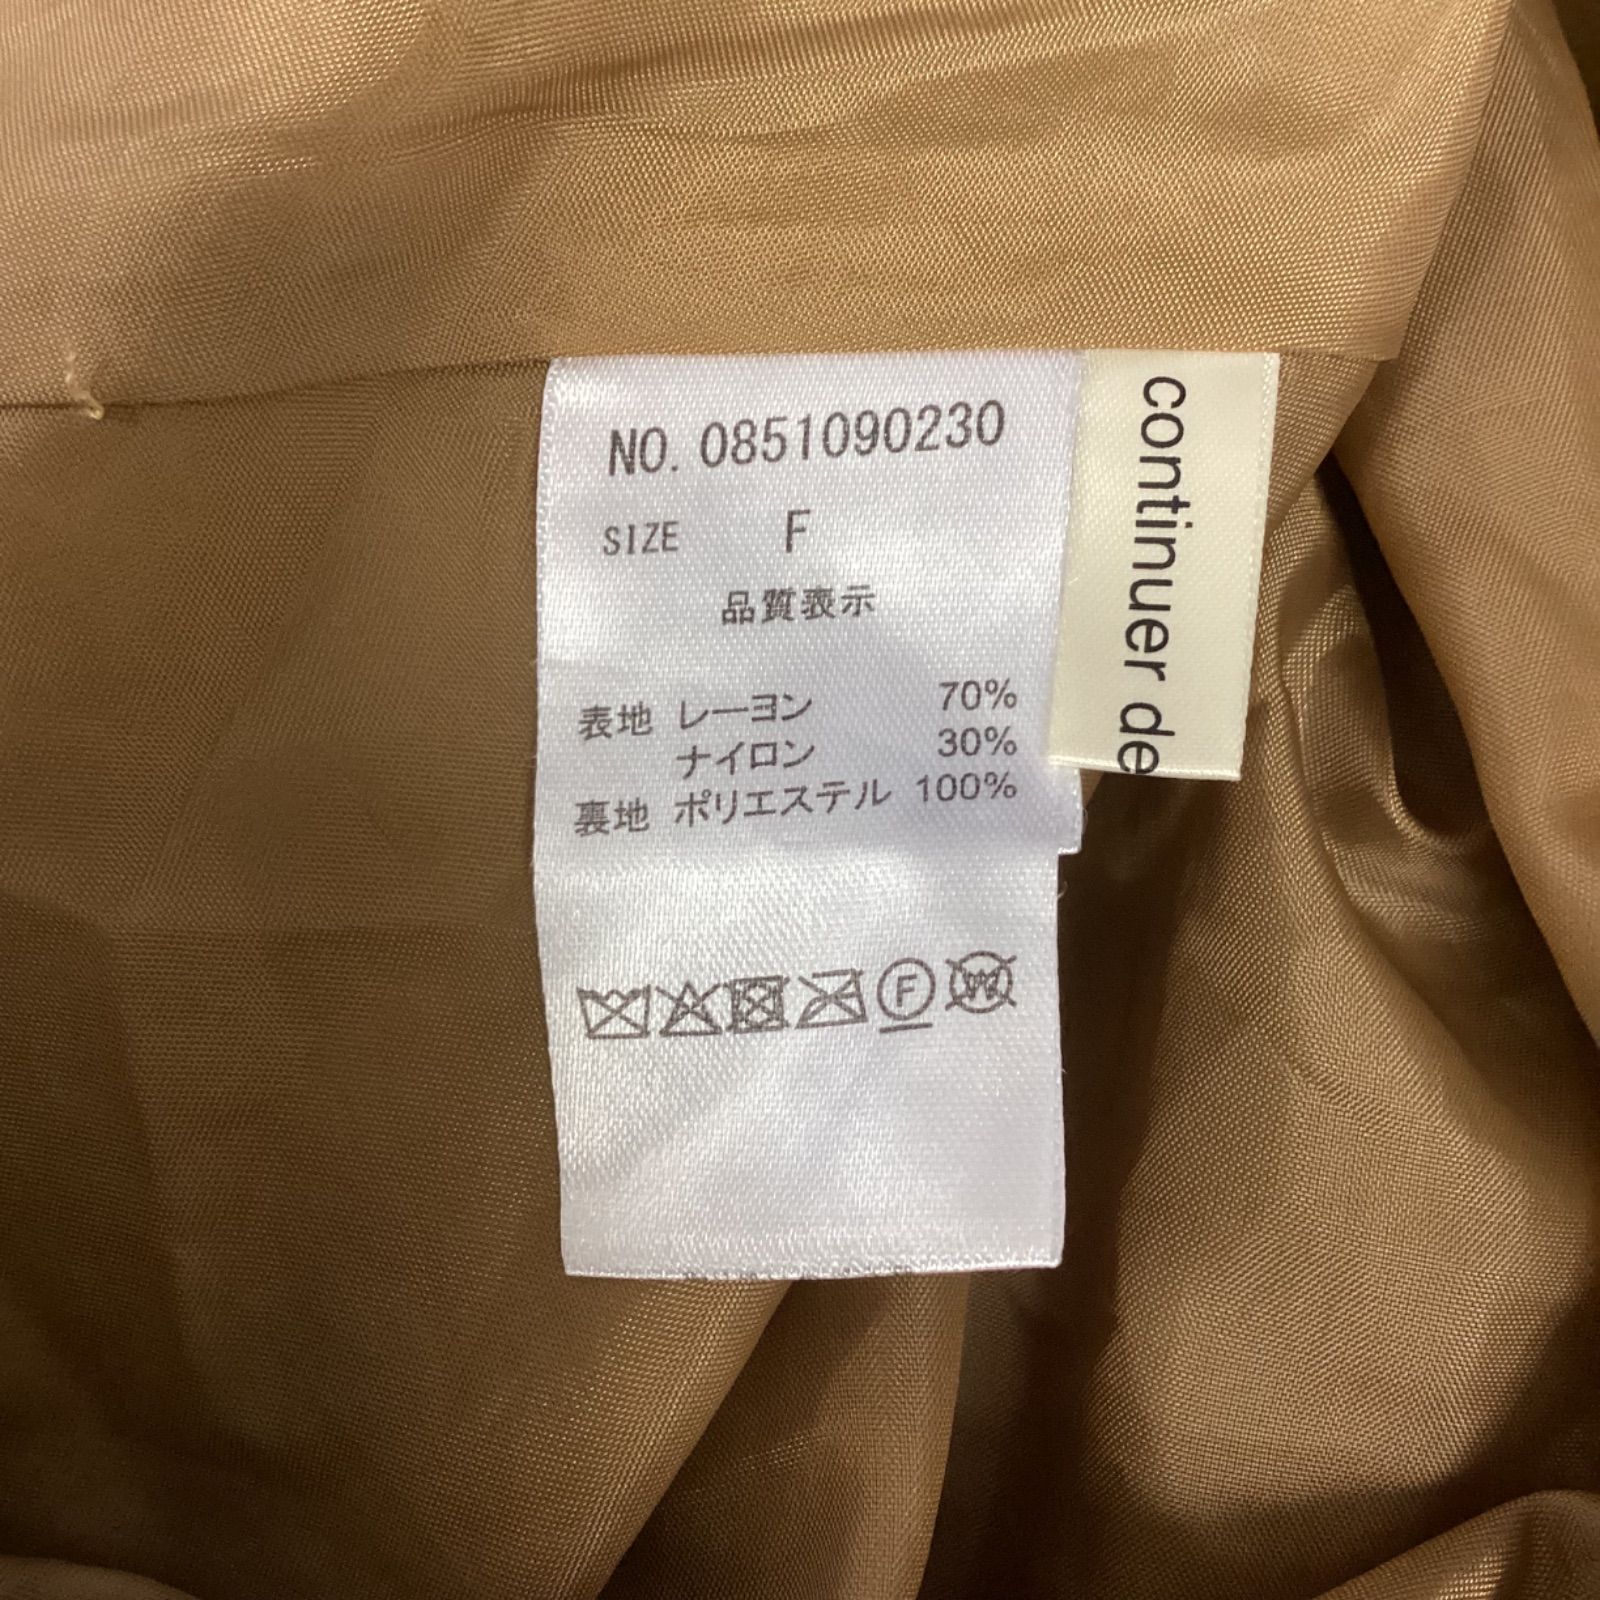 NO. 0851090230
SIZE F
品質表示
表地 レーヨン 70%
ナイロン 30%
裏地 ポリエステル 100%
F
W
continuer de